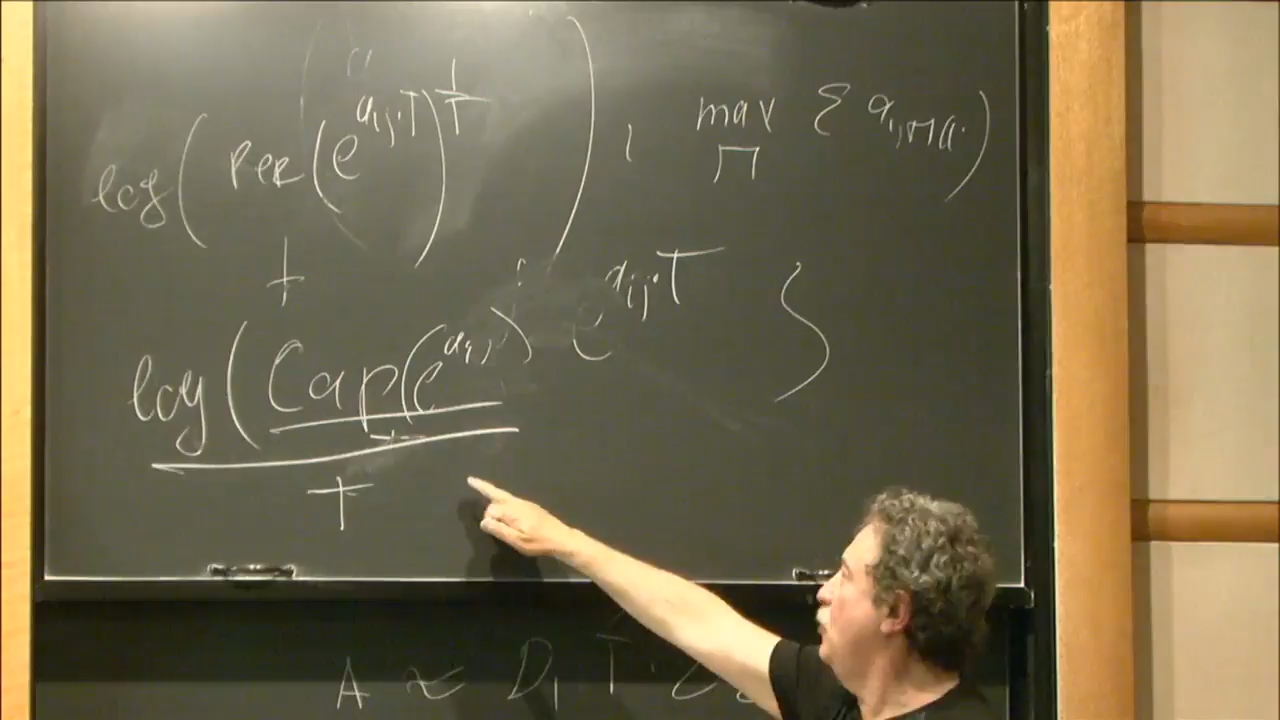 log( PER(e^{a_{ij}·T})^{1/T} ) , max_Π { a_{i,Π(i)} )
T
log( Cap(e^{a_{ij}}) e^{a_{ij}·T} }
T
A ≈ D_1 T